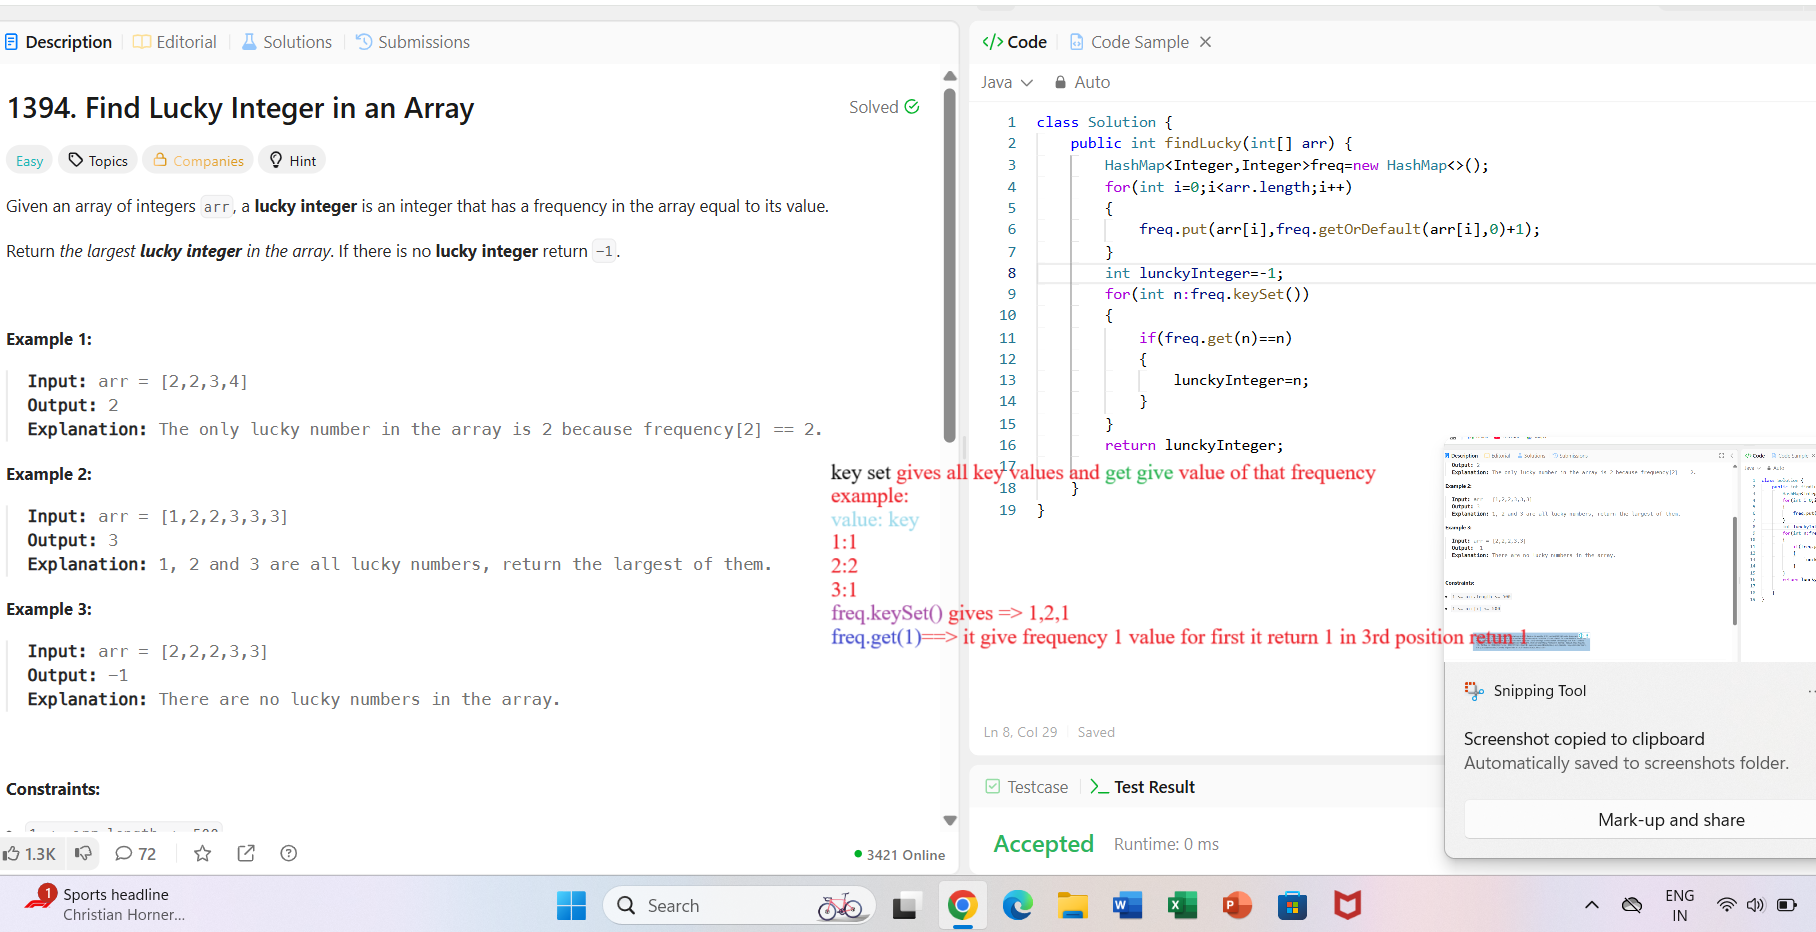 Description
Editorial
Solutions
Submissions
1394. Find Lucky Integer in an Array
Solved
Easy
Topics
Companies
Hint
Given an array of integers arr, a lucky integer is an integer that has a frequency in the array equal to its value.
Return the largest lucky integer in the array. If there is no lucky integer return -1.
Example 1:
Input: arr = [2,2,3,4]
Output: 2
Explanation: The only lucky number in the array is 2 because frequency[2] == 2.
Example 2:
Input: arr = [1,2,2,3,3,3]
Output: 3
Explanation: 1, 2 and 3 are all lucky numbers, return the largest of them.
Example 3:
Input: arr = [2,2,2,3,3]
Output: -1
Explanation: There are no lucky numbers in the array.
Constraints:
1.3K
72
3421 Online
</> Code
Code Sample
Java
Auto
1 class Solution {
2 public int findLucky(int[] arr) {
3 HashMap<Integer,Integer>freq=new HashMap<>();
4 for(int i=0;i<arr.length;i++)
5 {
6 freq.put(arr[i],freq.getOrDefault(arr[i],0)+1);
7 }
8 int lunckyInteger=-1;
9 for(int n:freq.keySet())
10 {
11 if(freq.get(n)==n)
12 {
13 lunckyInteger=n;
14 }
15 }
16 return lunckyInteger;
17
18 }
19 }
key set gives all key values and get give value of that frequency
example:
value: key
1:1
2:2
3:1
freq.keySet() gives => 1,2,1
freq.get(1)==> it give frequency 1 value for first it return 1 in 3rd position retun 1
Ln 8, Col 29
Saved
Testcase
Test Result
Accepted
Runtime: 0 ms
Snipping Tool
Screenshot copied to clipboard
Automatically saved to screenshots folder.
Mark-up and share
1
Sports headline
Christian Horner...
Search
ENG
IN